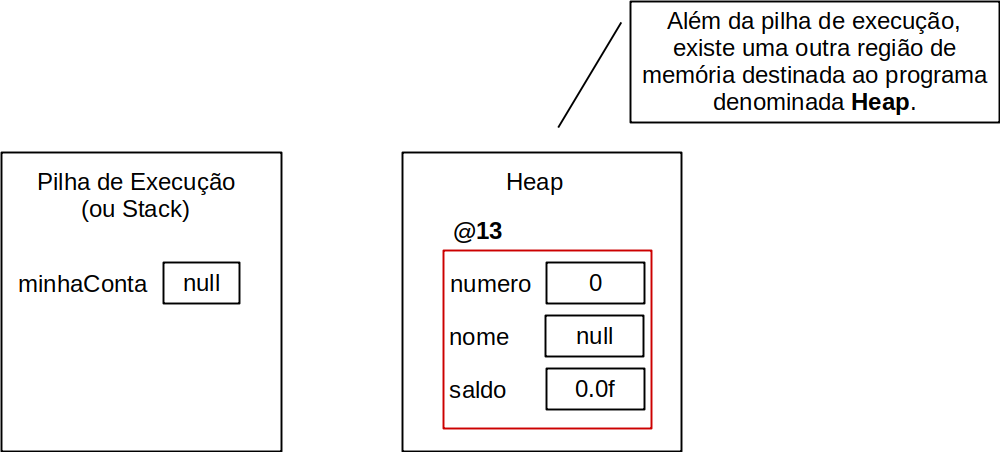 Além da pilha de execução,
existe uma outra região de
memória destinada ao programa
denominada Heap.
Pilha de Execução
(ou Stack)
minhaConta null
Heap
@13
numero 0
nome null
saldo 0.0f